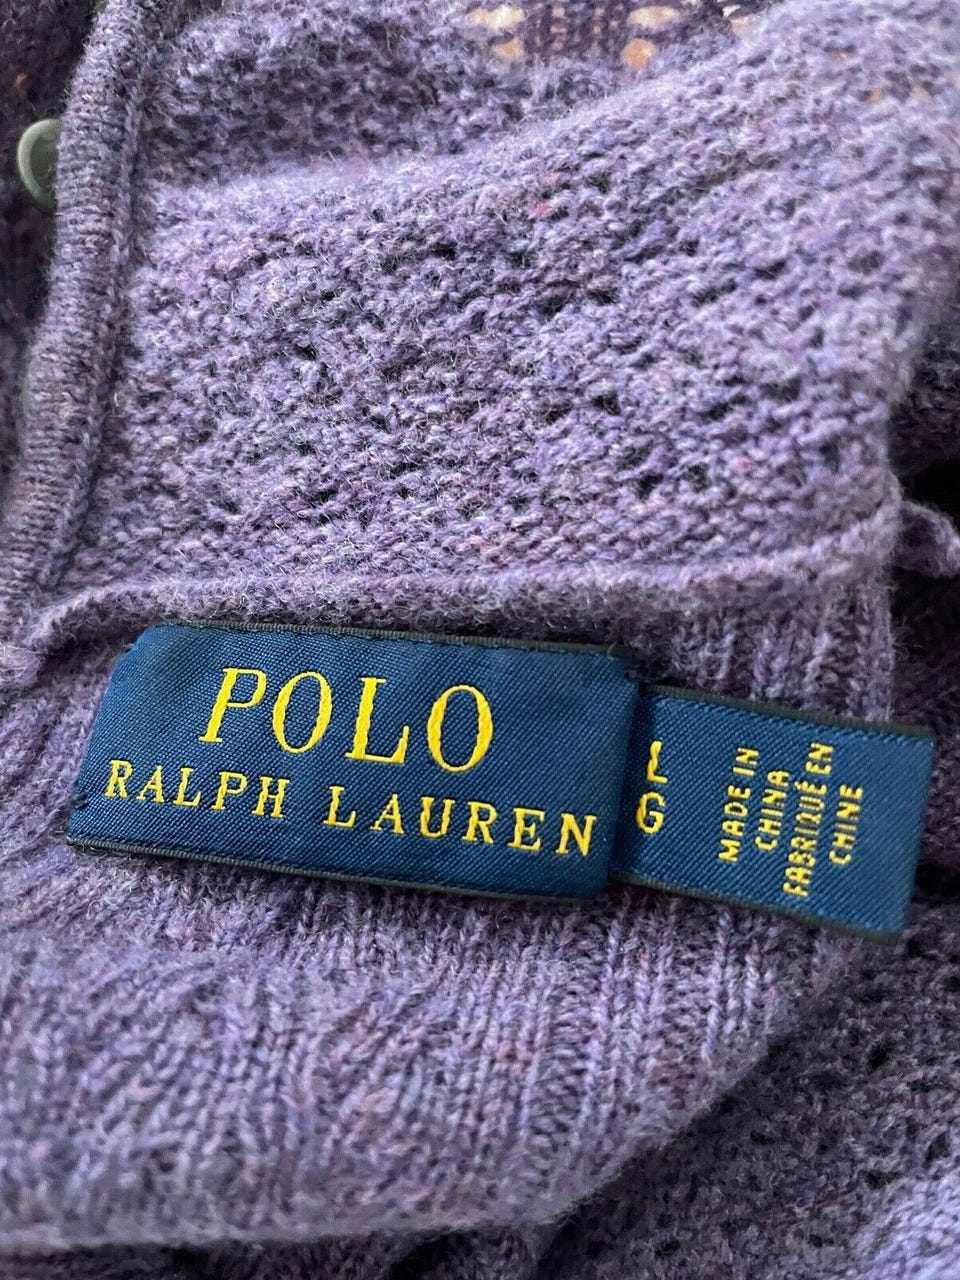 POLO
RALPH LAUREN
L
G
MADE IN
CHINA
FABRIQUÉ EN
CHINE